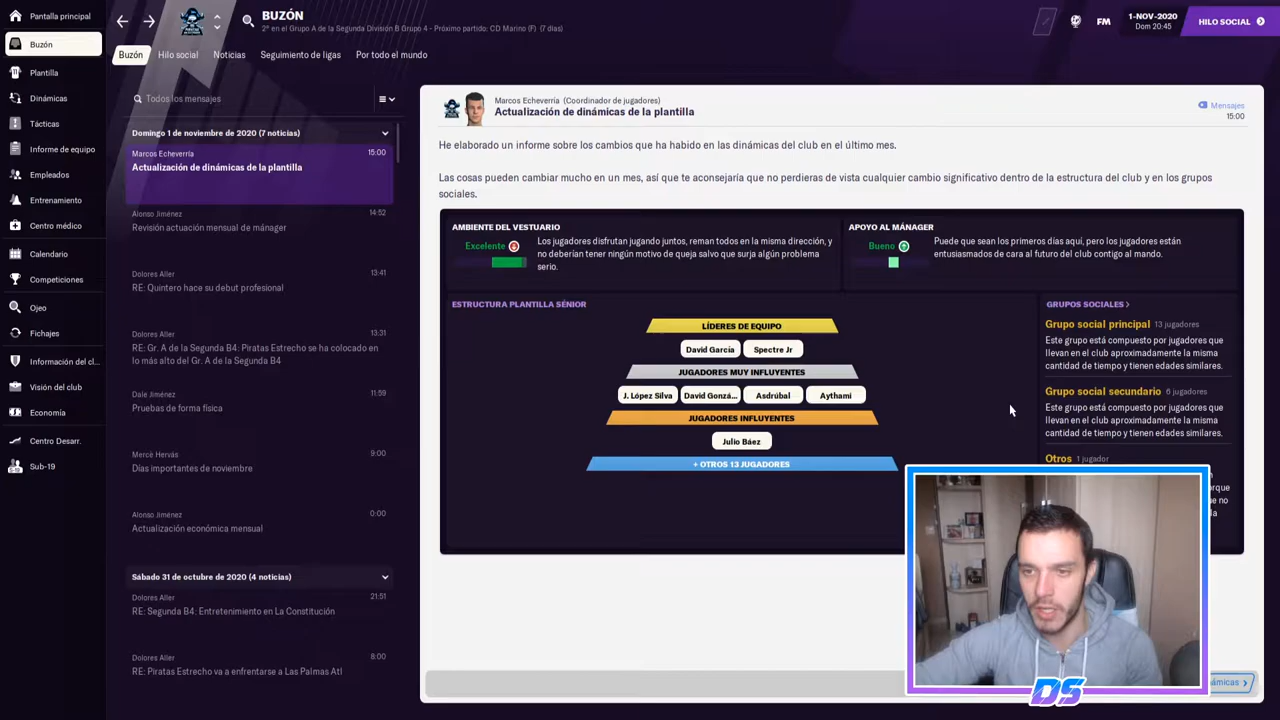 Pantalla principal
Buzón
Plantilla
Dinámicas
Tácticas
Informe de equipo
Empleados
Entrenamiento
Centro médico
Calendario
Competiciones
Ojeo
Fichajes
Información del cl...
Visión del club
Economía
Centro Desarr.
Sub-19
BUZÓN
2º en el Grupo A de la Segunda División B Grupo 4 - Próximo partido: CD Marino (F) (7 días)
FM
1-NOV-2020
Dom 20:45
HILO SOCIAL
Buzón Hilo social Noticias Seguimiento de ligas Por todo el mundo
Todos los mensajes
Domingo 1 de noviembre de 2020 (7 noticias)
Marcos Echeverría 15:00
Actualización de dinámicas de la plantilla
Alonso Jiménez 14:52
Revisión actuación mensual de mánager
Dolores Aller 13:41
RE: Quintero hace su debut profesional
Dolores Aller 13:31
RE: Gr. A de la Segunda B4: Piratas Estrecho se ha colocado en
lo más alto del Gr. A de la Segunda B4
Dale Jiménez 11:59
Pruebas de forma física
Mercè Hervás 9:00
Días importantes de noviembre
Alonso Jiménez 0:00
Actualización económica mensual
Sábado 31 de octubre de 2020 (4 noticias)
Dolores Aller 21:51
RE: Segunda B4: Entretenimiento en La Constitución
Dolores Aller 8:00
RE: Piratas Estrecho va a enfrentarse a Las Palmas Atl
Marcos Echeverría (Coordinador de jugadores)
Actualización de dinámicas de la plantilla
Mensajes
15:00
He elaborado un informe sobre los cambios que ha habido en las dinámicas del club en el último mes.
Las cosas pueden cambiar mucho en un mes, así que te aconsejaría que no perdieras de vista cualquier cambio significativo dentro de la estructura del club y en los grupos
sociales.
AMBIENTE DEL VESTUARIO
Excelente
Los jugadores disfrutan jugando juntos, reman todos en la misma dirección, y
no deberían tener ningún motivo de queja salvo que surja algún problema
serio.
APOYO AL MÁNAGER
Bueno
Puede que sean los primeros días aquí, pero los jugadores están
entusiasmados de cara al futuro del club contigo al mando.
ESTRUCTURA PLANTILLA SÉNIOR
LÍDERES DE EQUIPO
David García Spectre Jr
JUGADORES MUY INFLUYENTES
J. López Silva David Gonzá... Asdrúbal Aythami
JUGADORES INFLUYENTES
Julio Báez
+ OTROS 13 JUGADORES
GRUPOS SOCIALES >
Grupo social principal 13 jugadores
Este grupo está compuesto por jugadores que
llevan en el club aproximadamente la misma
cantidad de tiempo y tienen edades similares.
Grupo social secundario 6 jugadores
Este grupo está compuesto por jugadores que
llevan en el club aproximadamente la misma
cantidad de tiempo y tienen edades similares.
Otros 1 jugador
DS